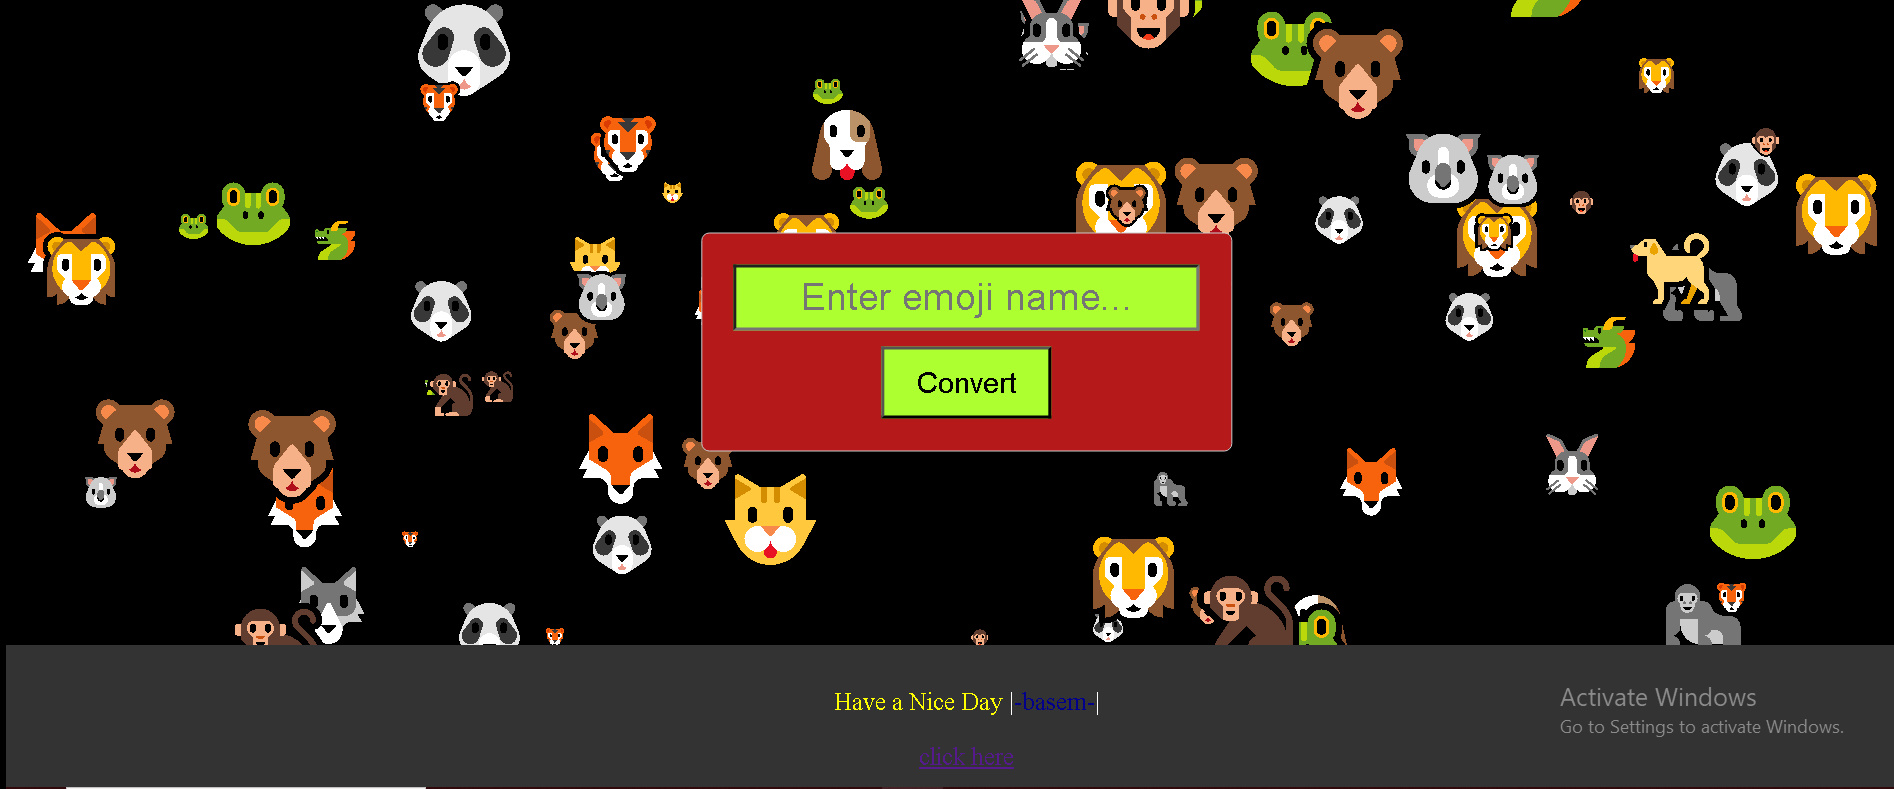 Enter emoji name...
Convert
Have a Nice Day |-basem-|
click here
Activate Windows
Go to Settings to activate Windows.